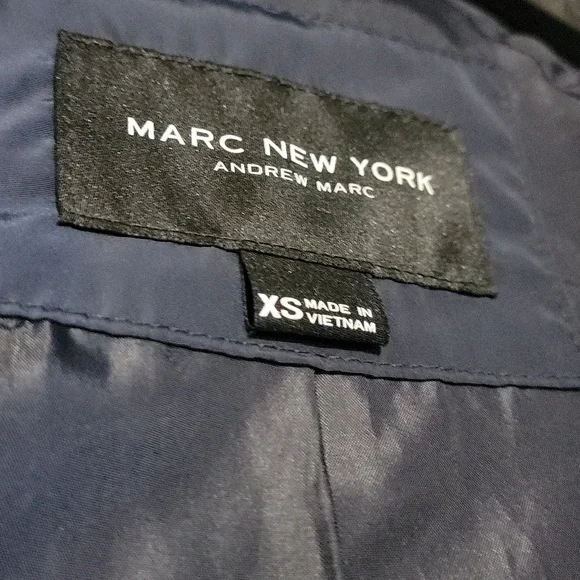 MARC NEW YORK
ANDREW MARC
XS MADE IN
VIETNAM